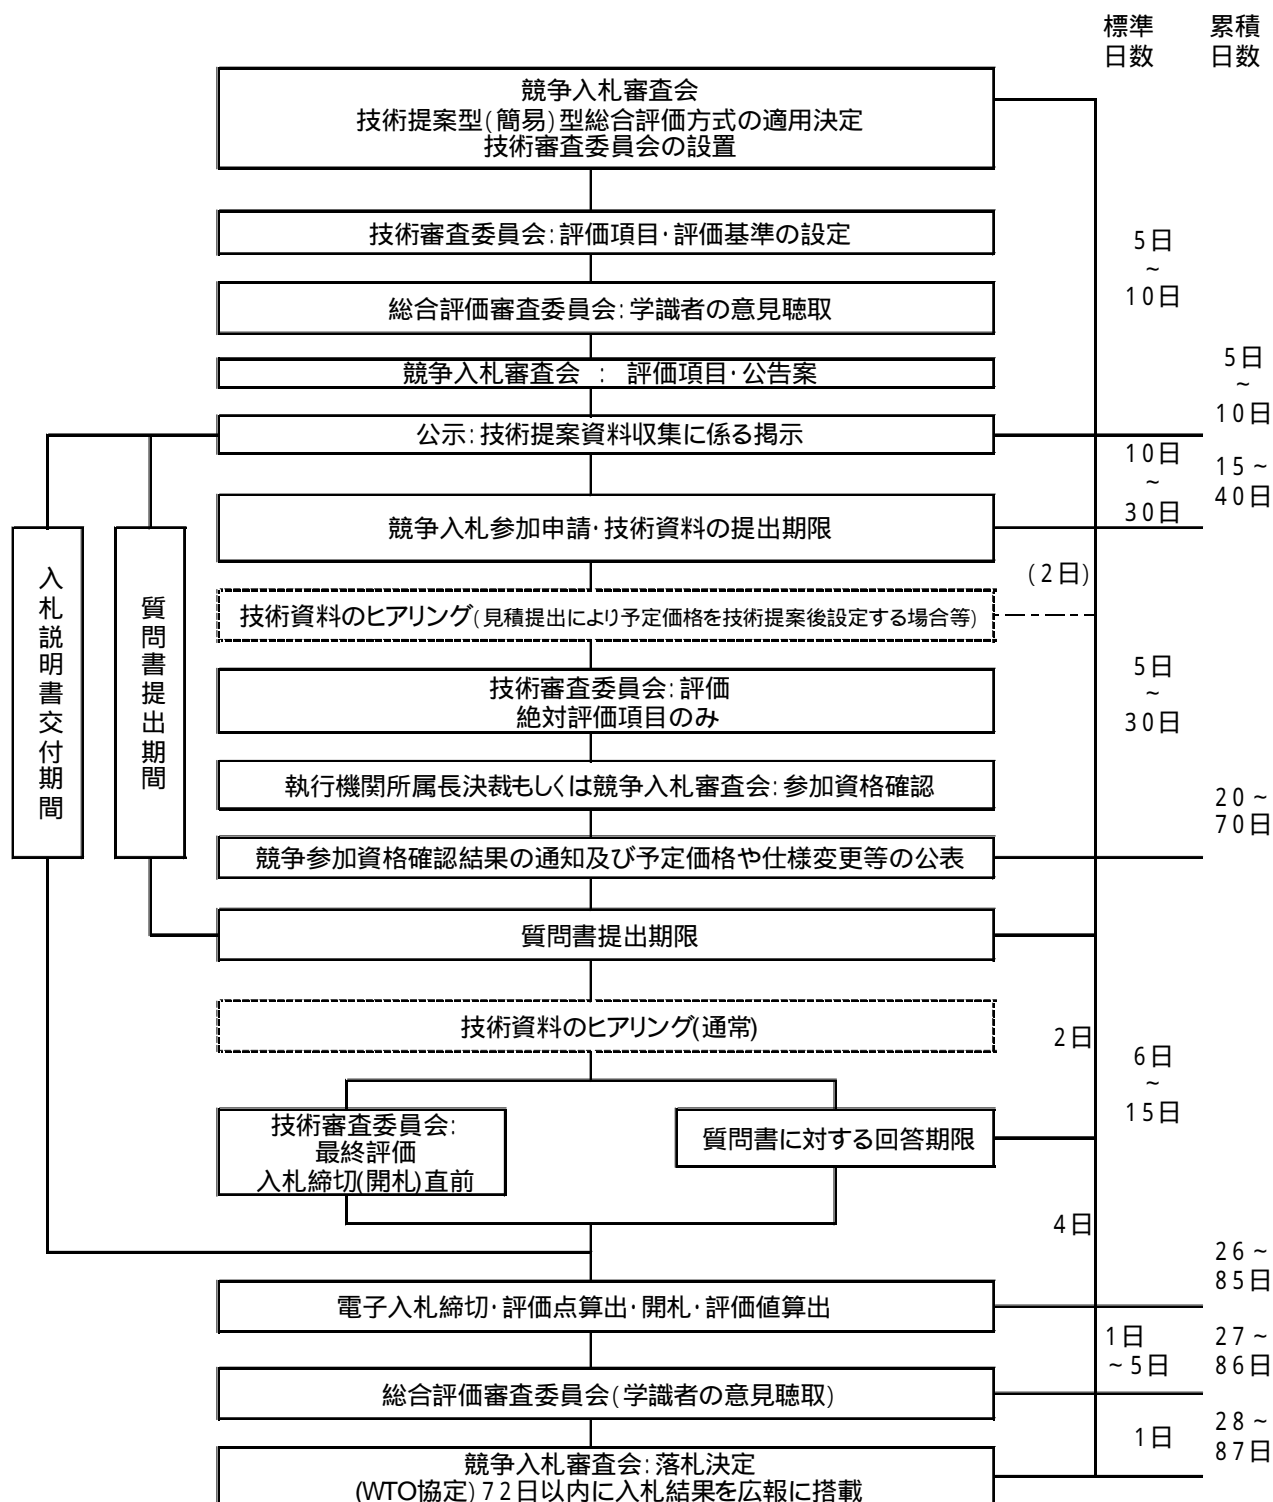 標準
日数
累積
日数
競争入札審査会
技術提案型(簡易)型総合評価方式の適用決定
技術審査委員会の設置
技術審査委員会:評価項目・評価基準の設定
5日
~
10日
総合評価審査委員会:学識者の意見聴取
競争入札審査会 : 評価項目・公告案
5日
~
10日
公示:技術提案資料収集に係る掲示
10日
~
30日
15~
40日
競争入札参加申請・技術資料の提出期限
(2日)
入札説明書交付期間
質問書提出期間
技術資料のヒアリング(見積提出により予定価格を技術提案後設定する場合等)
技術審査委員会:評価
絶対評価項目のみ
5日
~
30日
執行機関所属長決裁もしくは競争入札審査会:参加資格確認
20~
70日
競争参加資格確認結果の通知及び予定価格や仕様変更等の公表
質問書提出期限
技術資料のヒアリング(通常)
2日
6日
~
15日
技術審査委員会:
最終評価
入札締切(開札)直前
質問書に対する回答期限
4日
26~
85日
電子入札締切・評価点算出・開札・評価値算出
1日
~5日
27~
86日
総合評価審査委員会(学識者の意見聴取)
1日
28~
87日
競争入札審査会:落札決定
(WTO協定)72日以内に入札結果を広報に搭載